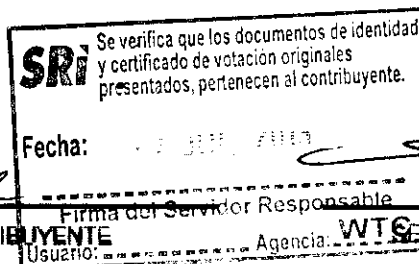 SRi Se verifica que los documentos de identidad
y certificado de votación originales
presentados, pertenecen al contribuyente.
Fecha:
Firma del Servidor Responsable
Usuario: Agencia: WTC